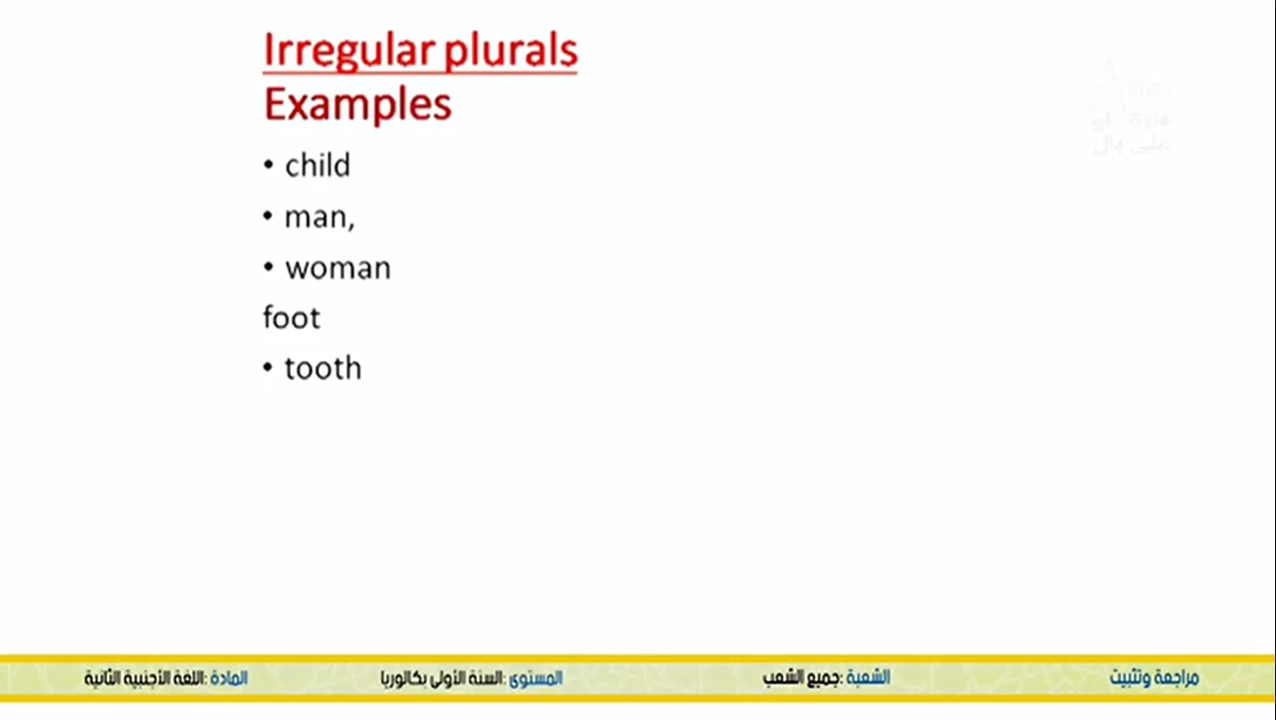 Irregular plurals
Examples
• child
• man,
• woman
foot
• tooth
مراجعة وتثبيت الشعبة: جميع الشعب المستوى: السنة الأولى بكالوريا المادة: اللغة الأجنبية الثانية